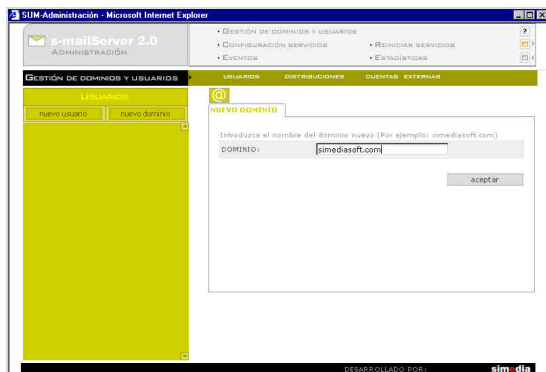 SUM-Administración - Microsoft Internet Explorer
s-mailServer 2.0
ADMINISTRACIÓN
• GESTIÓN DE DOMINIOS Y USUARIOS
• CONFIGURACIÓN SERVICIOS
• REINICIAR SERVICIOS
• EVENTOS
• ESTADÍSTICAS
?
GESTIÓN DE DOMINIOS Y USUARIOS
USUARIOS DISTRIBUCIONES CUENTAS EXTERNAS
USUARIOS
nuevo usuario nuevo dominio
@
NUEVO DOMINIO
Introduzca el nombre del dominio nuevo (Por ejemplo: simediasoft.com)
DOMINIO: simediasoft.com
aceptar
DESARROLLADO POR: simedia